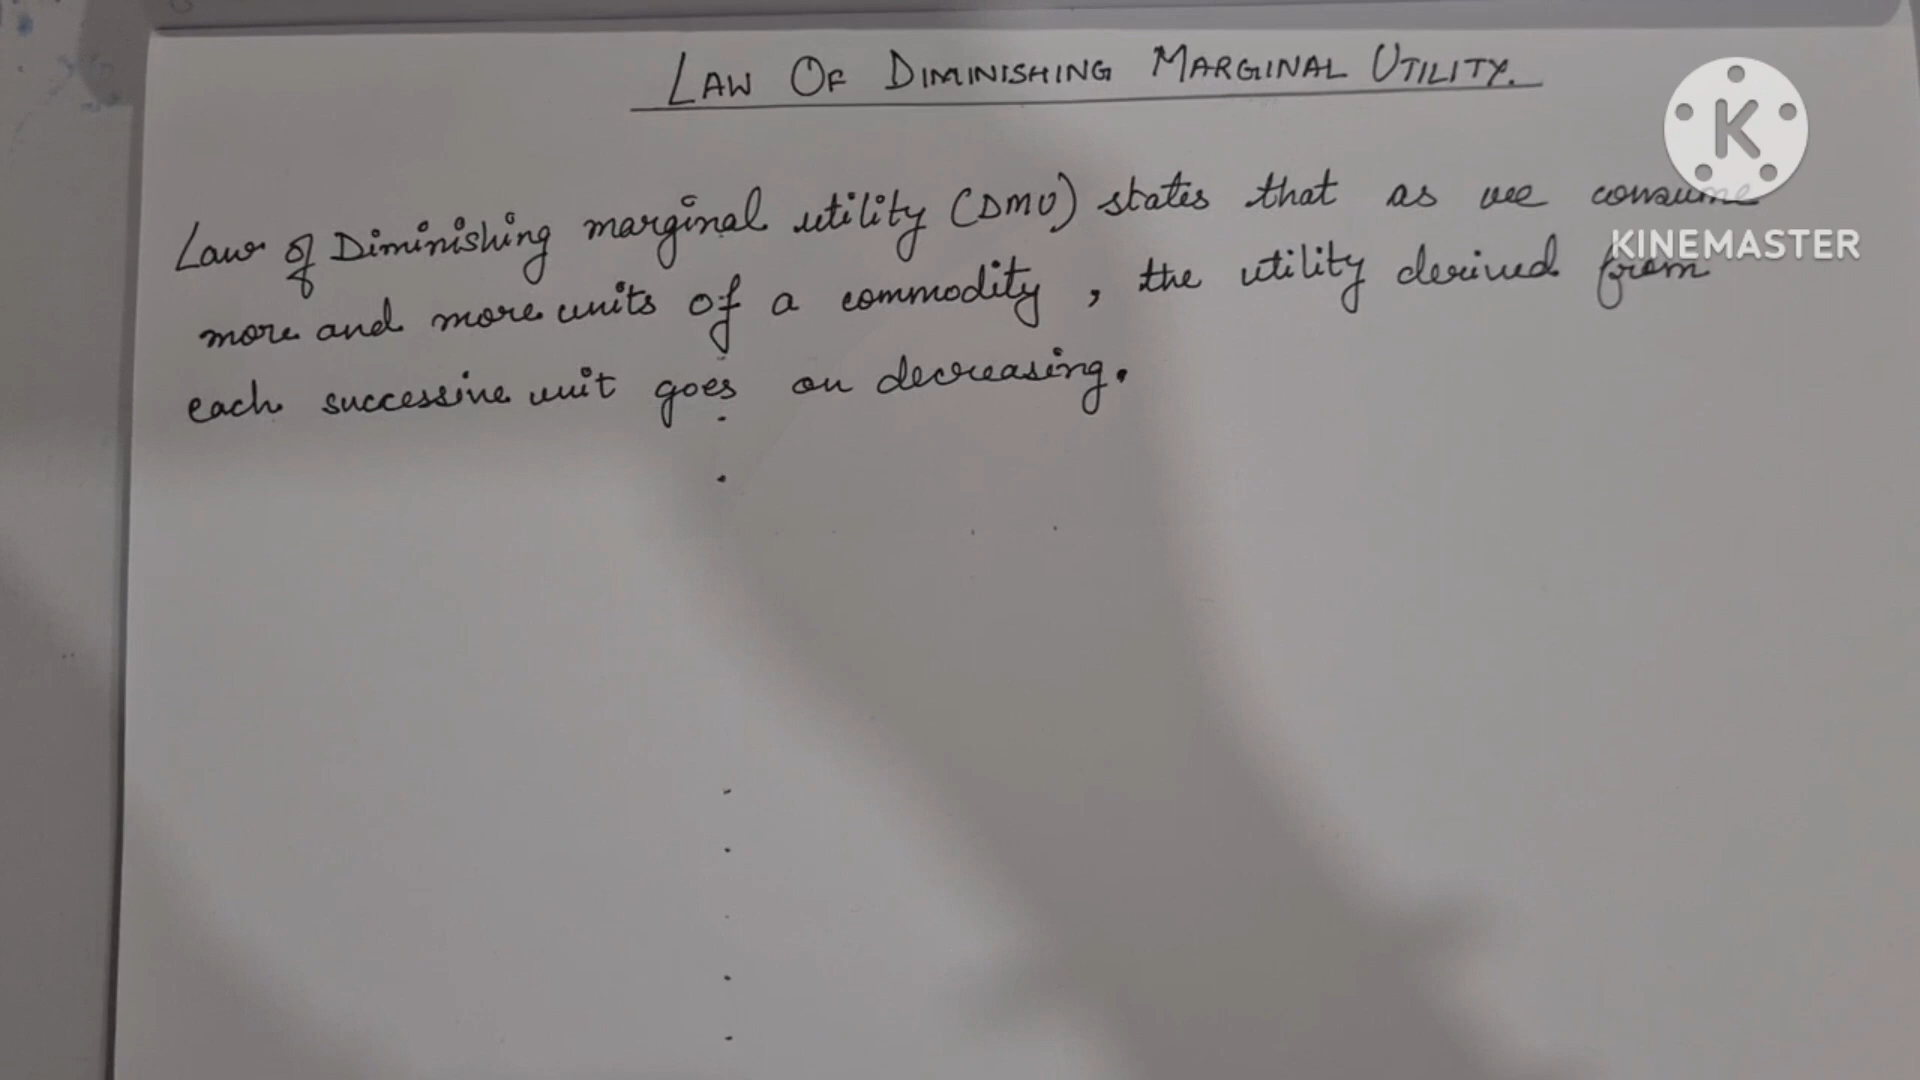 LAW OF DIMINISHING MARGINAL UTILITY.
Law of Diminishing marginal utility (DMU) states that as we consume
KINEMASTER
more and more units of a commodity, the utility derived from
each successive unit goes on decreasing.